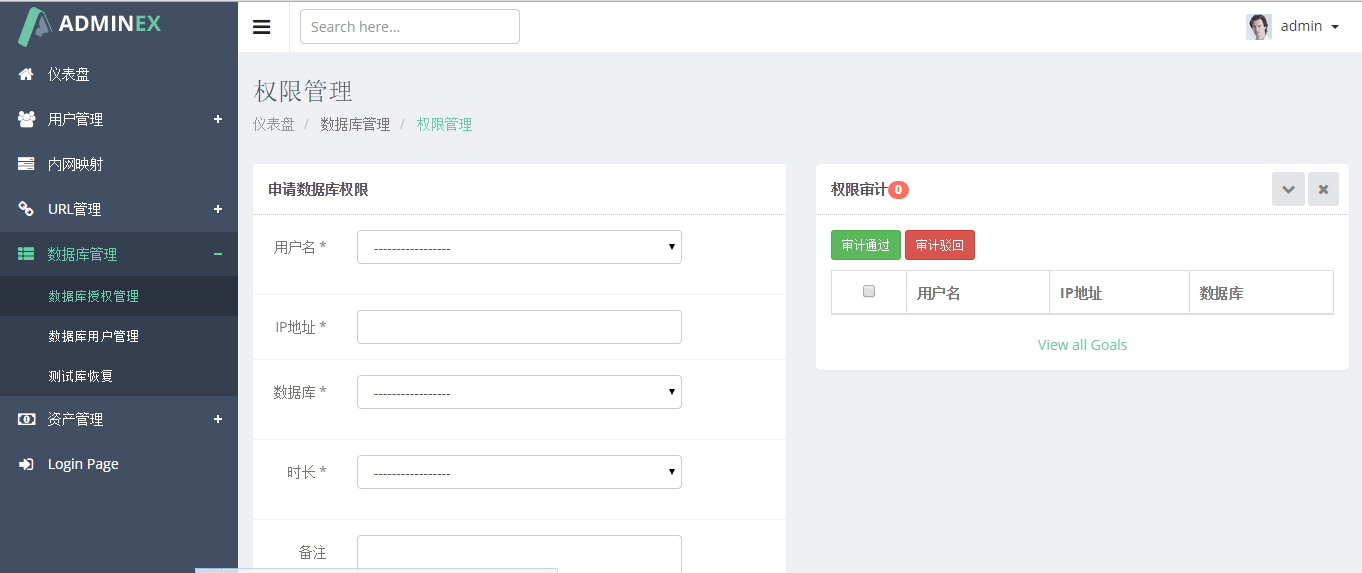 ADMINEX
Search here...
admin
仪表盘
用户管理
内网映射
URL管理
数据库管理
数据库授权管理
数据库用户管理
测试库恢复
资产管理
Login Page
权限管理
仪表盘 / 数据库管理 / 权限管理
申请数据库权限
用户名 *
-----------------
IP地址 *
数据库 *
-----------------
时长 *
-----------------
备注
权限审计 0
审计通过 审计驳回
用户名 IP地址 数据库
View all Goals